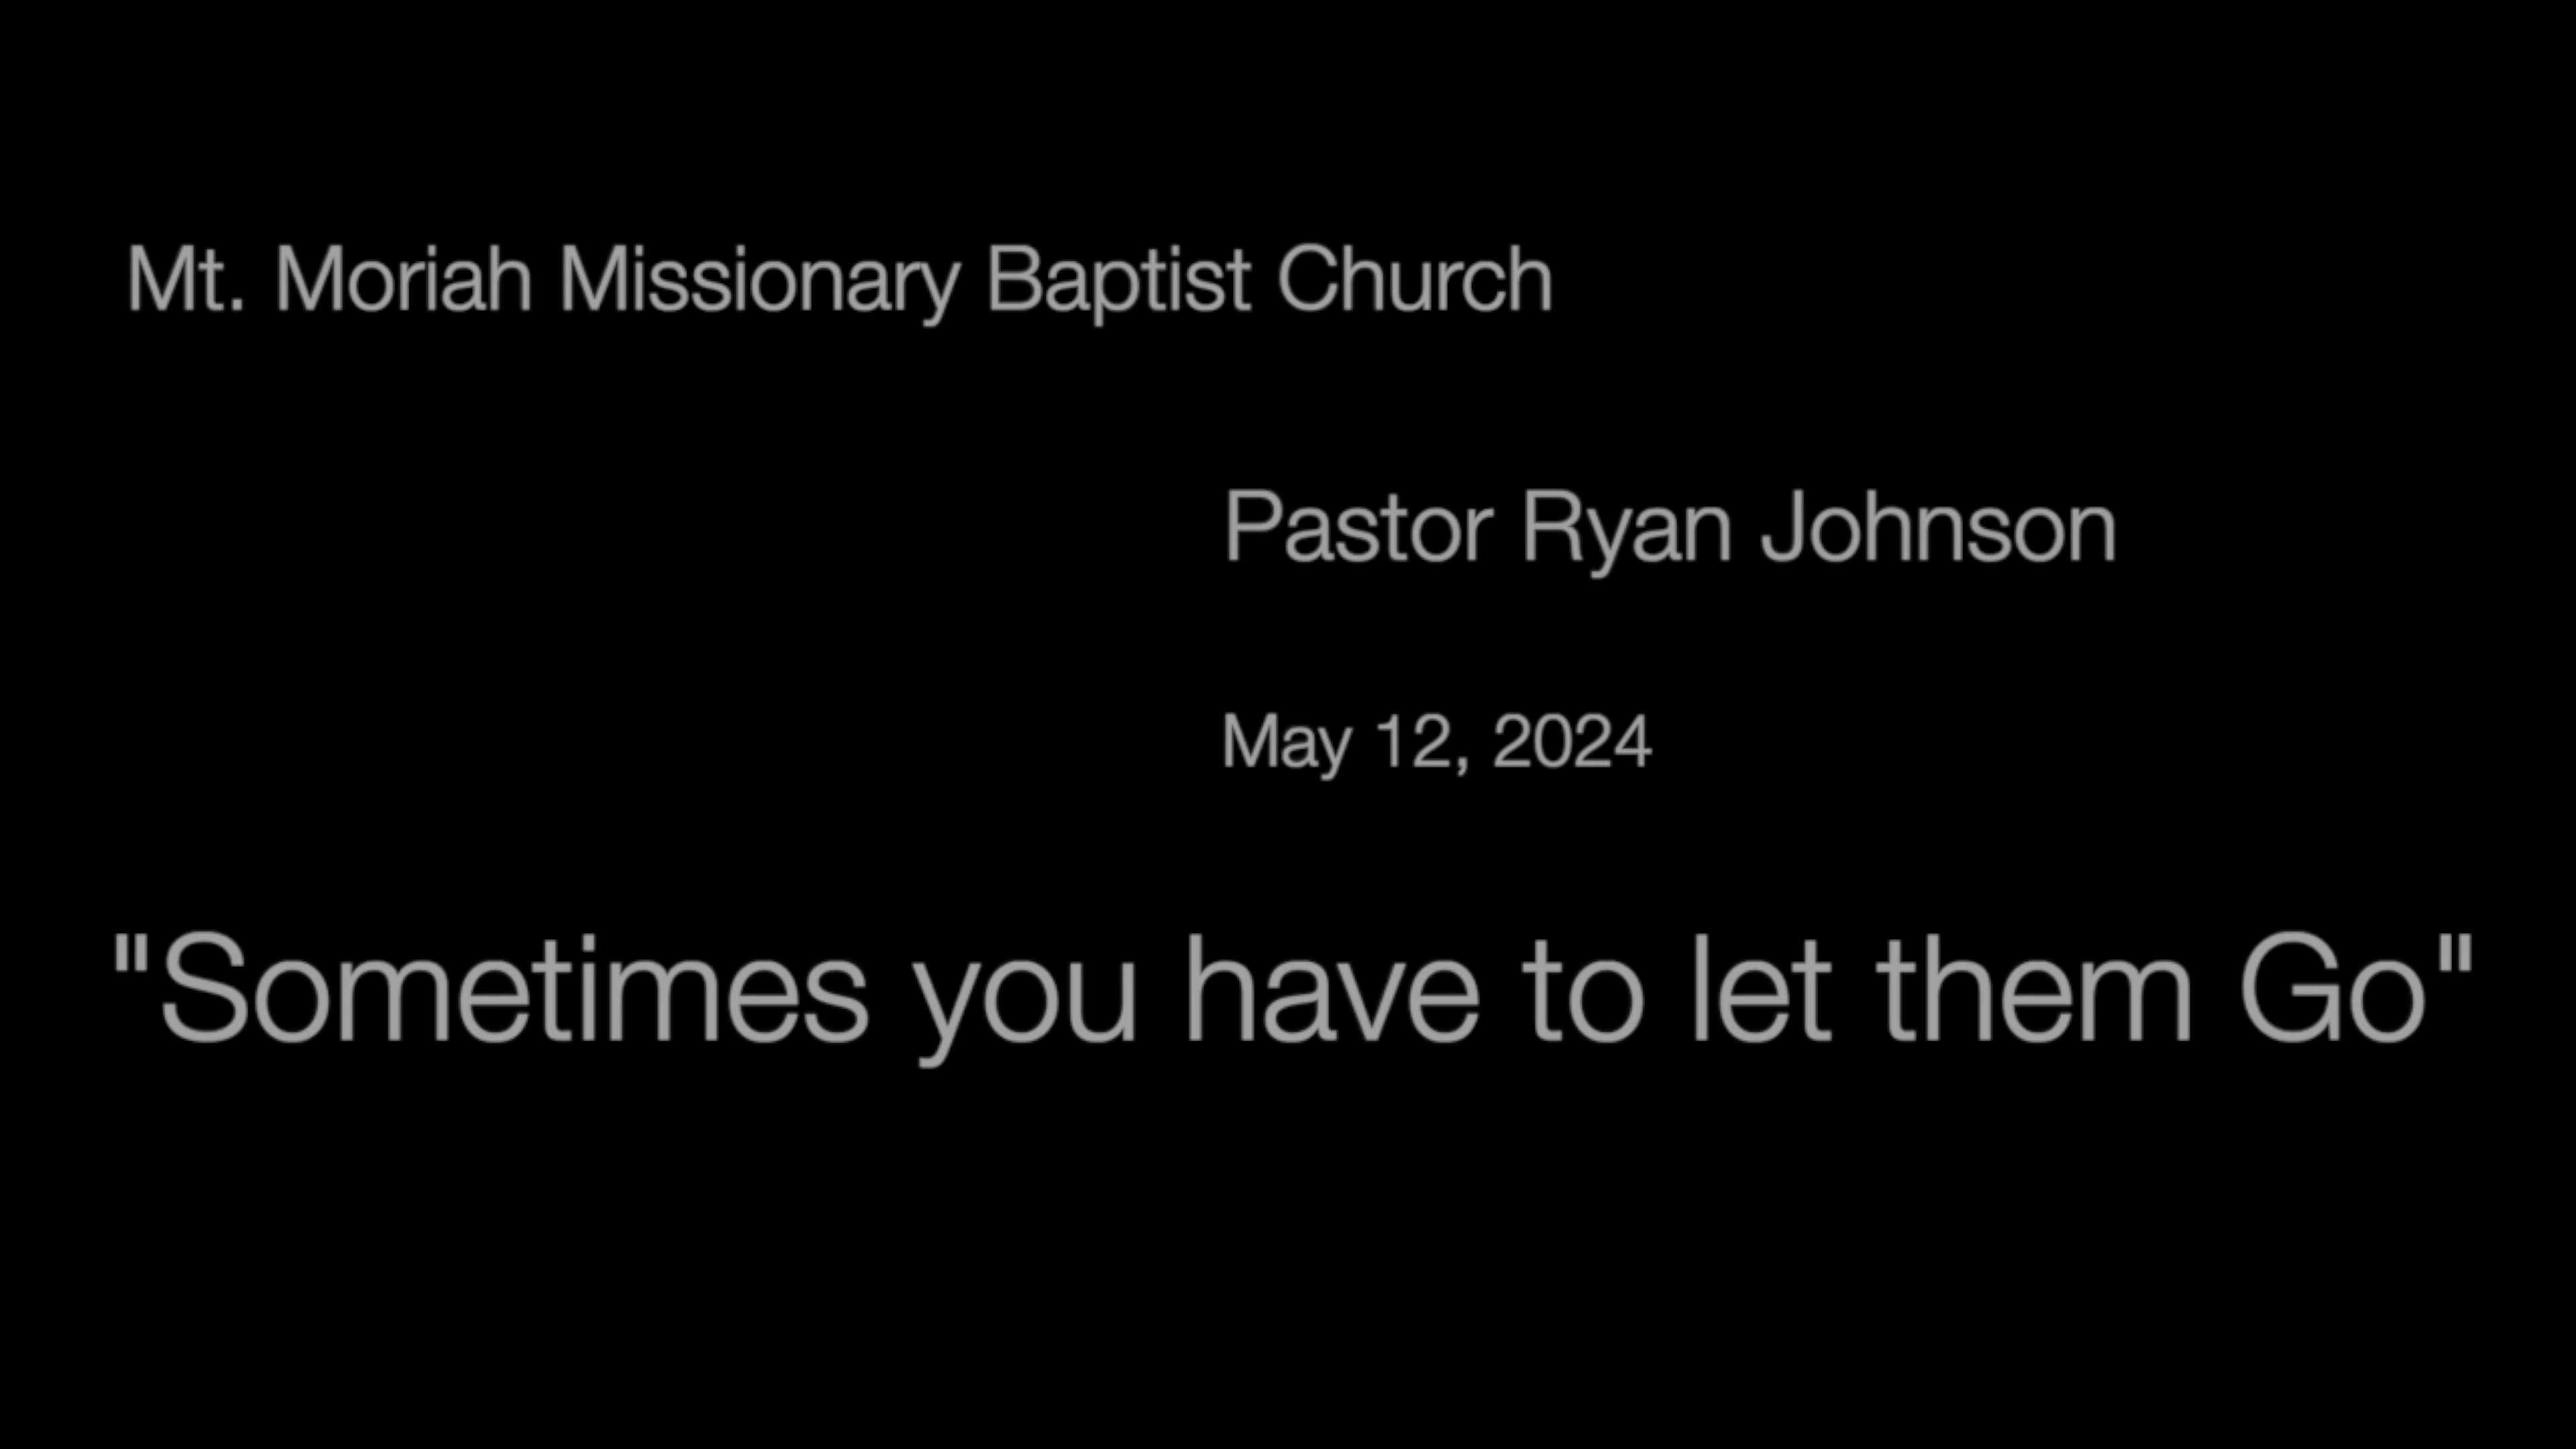 Mt. Moriah Missionary Baptist Church
Pastor Ryan Johnson
May 12, 2024
"Sometimes you have to let them Go"